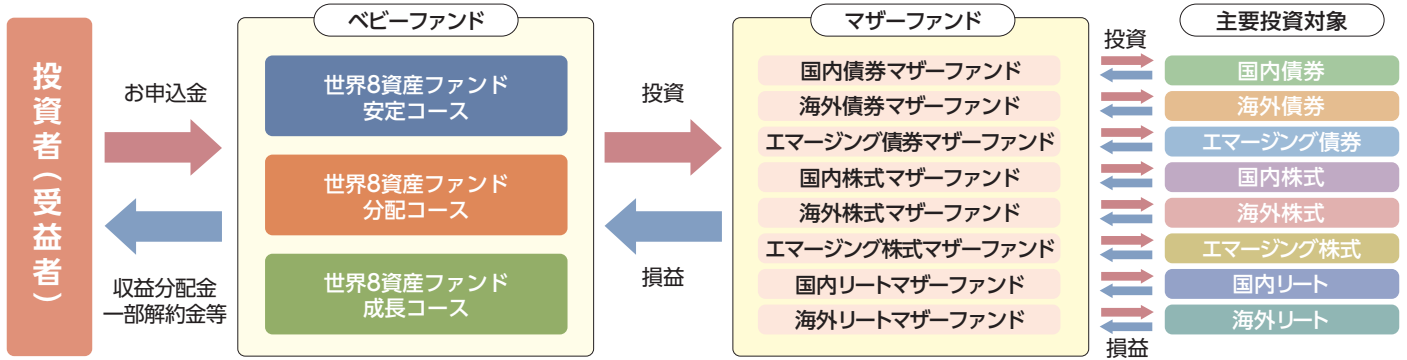 投資者（受益者）
お申込金
収益分配金
一部解約金等
ベビーファンド
世界8資産ファンド
安定コース
世界8資産ファンド
分配コース
世界8資産ファンド
成長コース
投資
損益
マザーファンド
国内債券マザーファンド
海外債券マザーファンド
エマージング債券マザーファンド
国内株式マザーファンド
海外株式マザーファンド
エマージング株式マザーファンド
国内リートマザーファンド
海外リートマザーファンド
投資
損益
主要投資対象
国内債券
海外債券
エマージング債券
国内株式
海外株式
エマージング株式
国内リート
海外リート